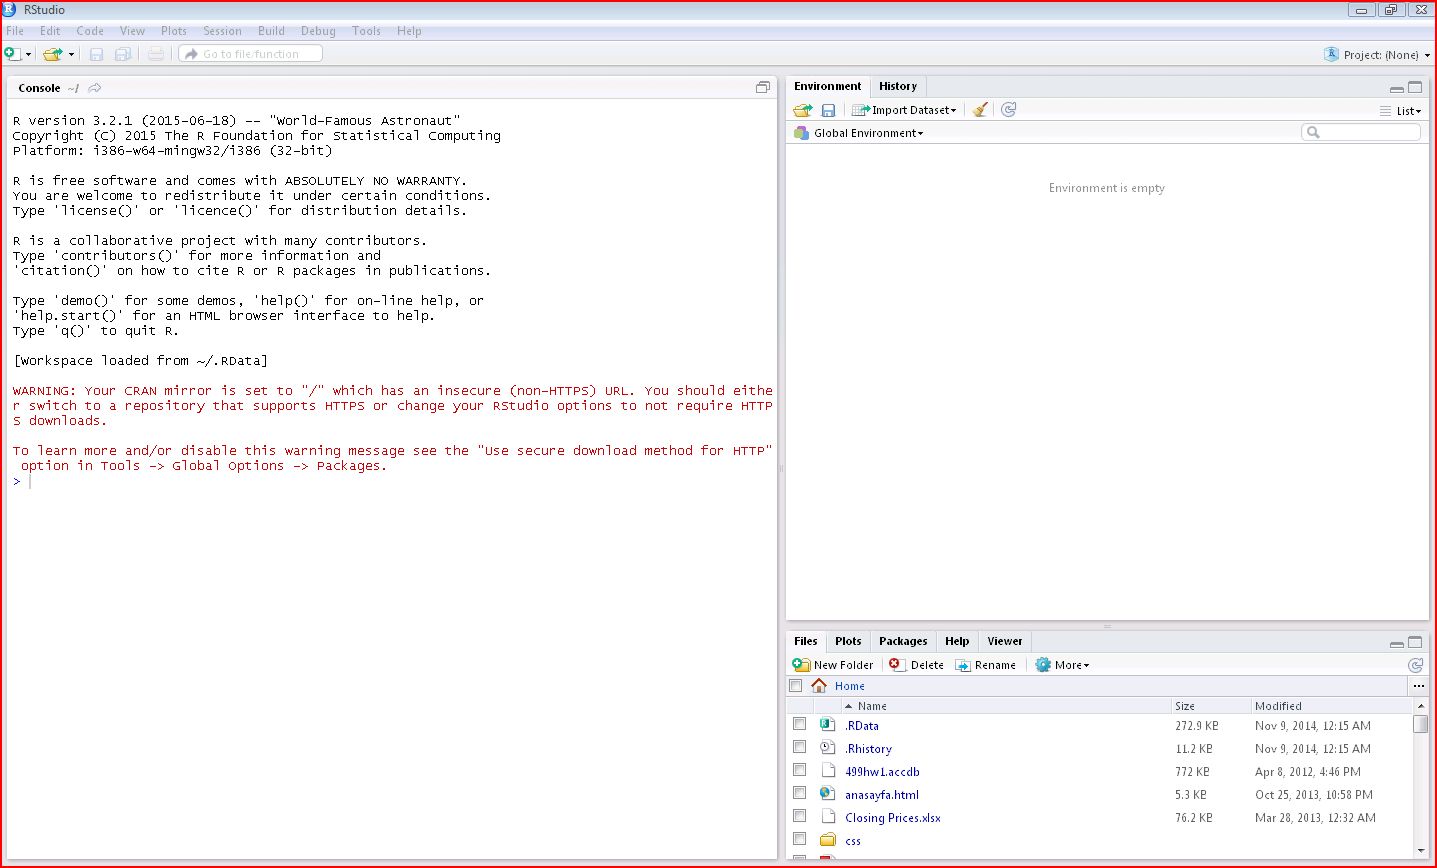 RStudio
File Edit Code View Plots Session Build Debug Tools Help
Go to file/function
Project: (None)
Console ~/
R version 3.2.1 (2015-06-18) -- "World-Famous Astronaut"
Copyright (C) 2015 The R Foundation for Statistical Computing
Platform: i386-w64-mingw32/i386 (32-bit)
R is free software and comes with ABSOLUTELY NO WARRANTY.
You are welcome to redistribute it under certain conditions.
Type 'license()' or 'licence()' for distribution details.
R is a collaborative project with many contributors.
Type 'contributors()' for more information and
'citation()' on how to cite R or R packages in publications.
Type 'demo()' for some demos, 'help()' for on-line help, or
'help.start()' for an HTML browser interface to help.
Type 'q()' to quit R.
[Workspace loaded from ~/.RData]
WARNING: Your CRAN mirror is set to "/" which has an insecure (non-HTTPS) URL. You should eithe
r switch to a repository that supports HTTPS or change your RStudio options to not require HTTP
S downloads.
To learn more and/or disable this warning message see the "Use secure download method for HTTP"
option in Tools -> Global Options -> Packages.
>
Environment History
Import Dataset List
Global Environment
Environment is empty
Files Plots Packages Help Viewer
New Folder Delete Rename More
Home ...
Name Size Modified
.RData 272.9 KB Nov 9, 2014, 12:15 AM
.Rhistory 11.2 KB Nov 9, 2014, 12:15 AM
499hw1.accdb 772 KB Apr 8, 2012, 4:46 PM
anasayfa.html 5.3 KB Oct 25, 2013, 10:58 PM
Closing Prices.xlsx 76.2 KB Mar 28, 2013, 12:32 AM
css